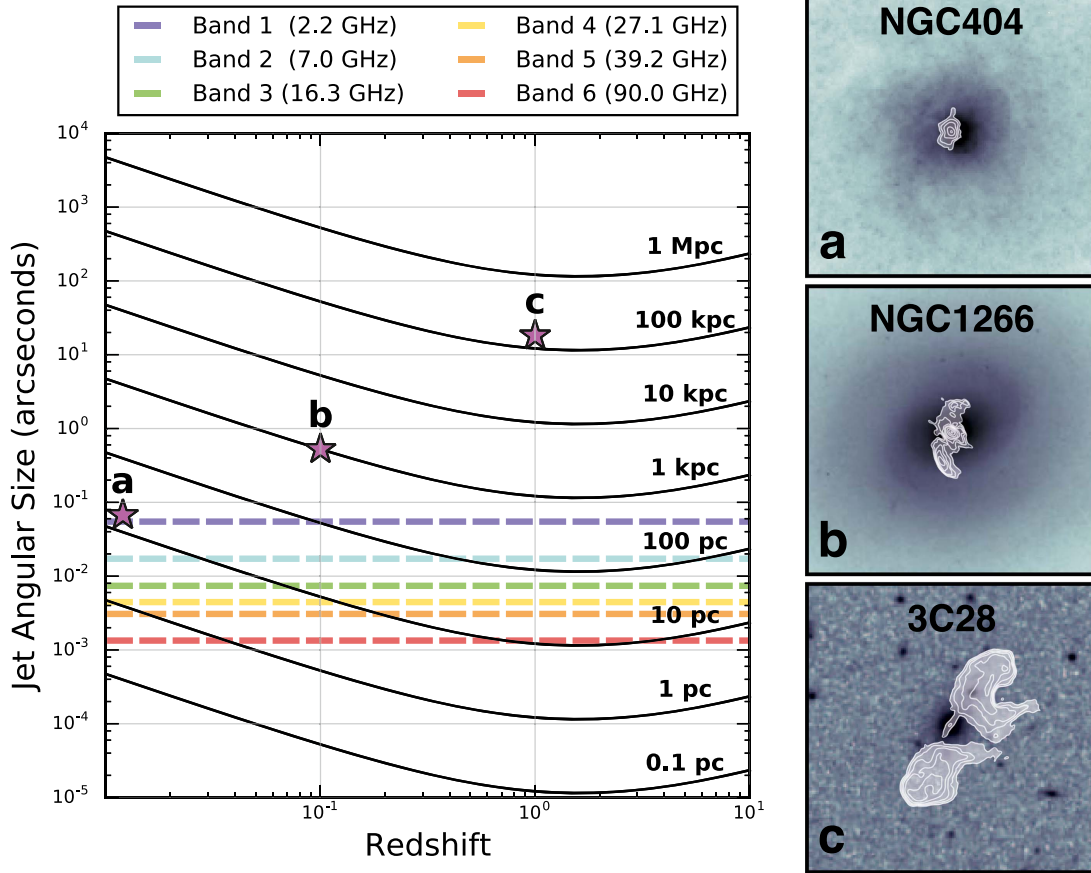 Band 1 (2.2 GHz)
Band 2 (7.0 GHz)
Band 3 (16.3 GHz)
Band 4 (27.1 GHz)
Band 5 (39.2 GHz)
Band 6 (90.0 GHz)
Jet Angular Size (arcseconds)
10^4
10^3
10^2
10^1
10^0
10^-1
10^-2
10^-3
10^-4
10^-5
1 Mpc
c
100 kpc
10 kpc
b
1 kpc
a
100 pc
10 pc
1 pc
0.1 pc
10^-1
10^0
10^1
Redshift
NGC404
a
NGC1266
b
3C28
c